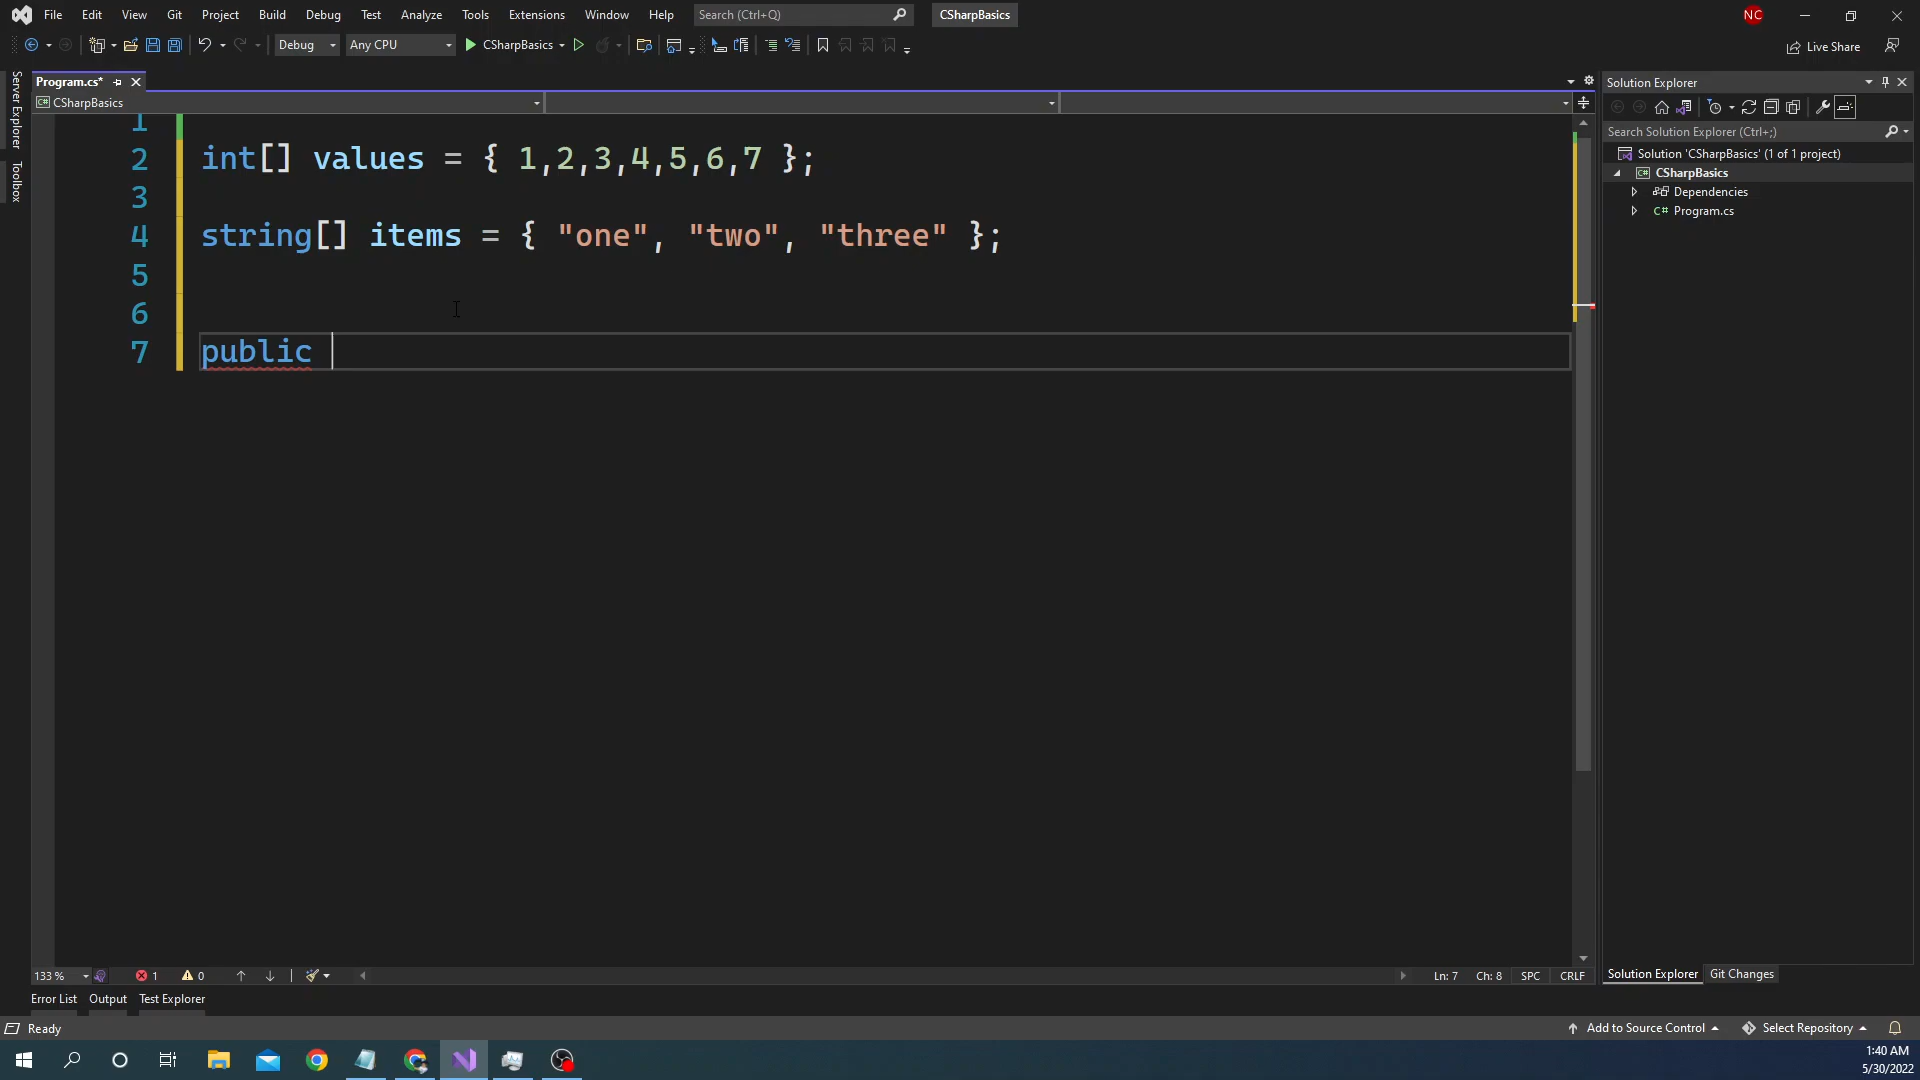 File Edit View Git Project Build Debug Test Analyze Tools Extensions Window Help Search (Ctrl+Q) CSharpBasics NC
Debug Any CPU CSharpBasics Live Share
Server Explorer
Toolbox
Program.cs*
CSharpBasics
1
2 int[] values = { 1,2,3,4,5,6,7 };
3
4 string[] items = { "one", "two", "three" };
5
6
7 public
Solution Explorer
Search Solution Explorer (Ctrl+;)
Solution 'CSharpBasics' (1 of 1 project)
C# CSharpBasics
Dependencies
C# Program.cs
133 % 1 0 Ln: 7 Ch: 8 SPC CRLF
Solution Explorer Git Changes
Error List Output Test Explorer
Ready Add to Source Control Select Repository
1:40 AM
5/30/2022